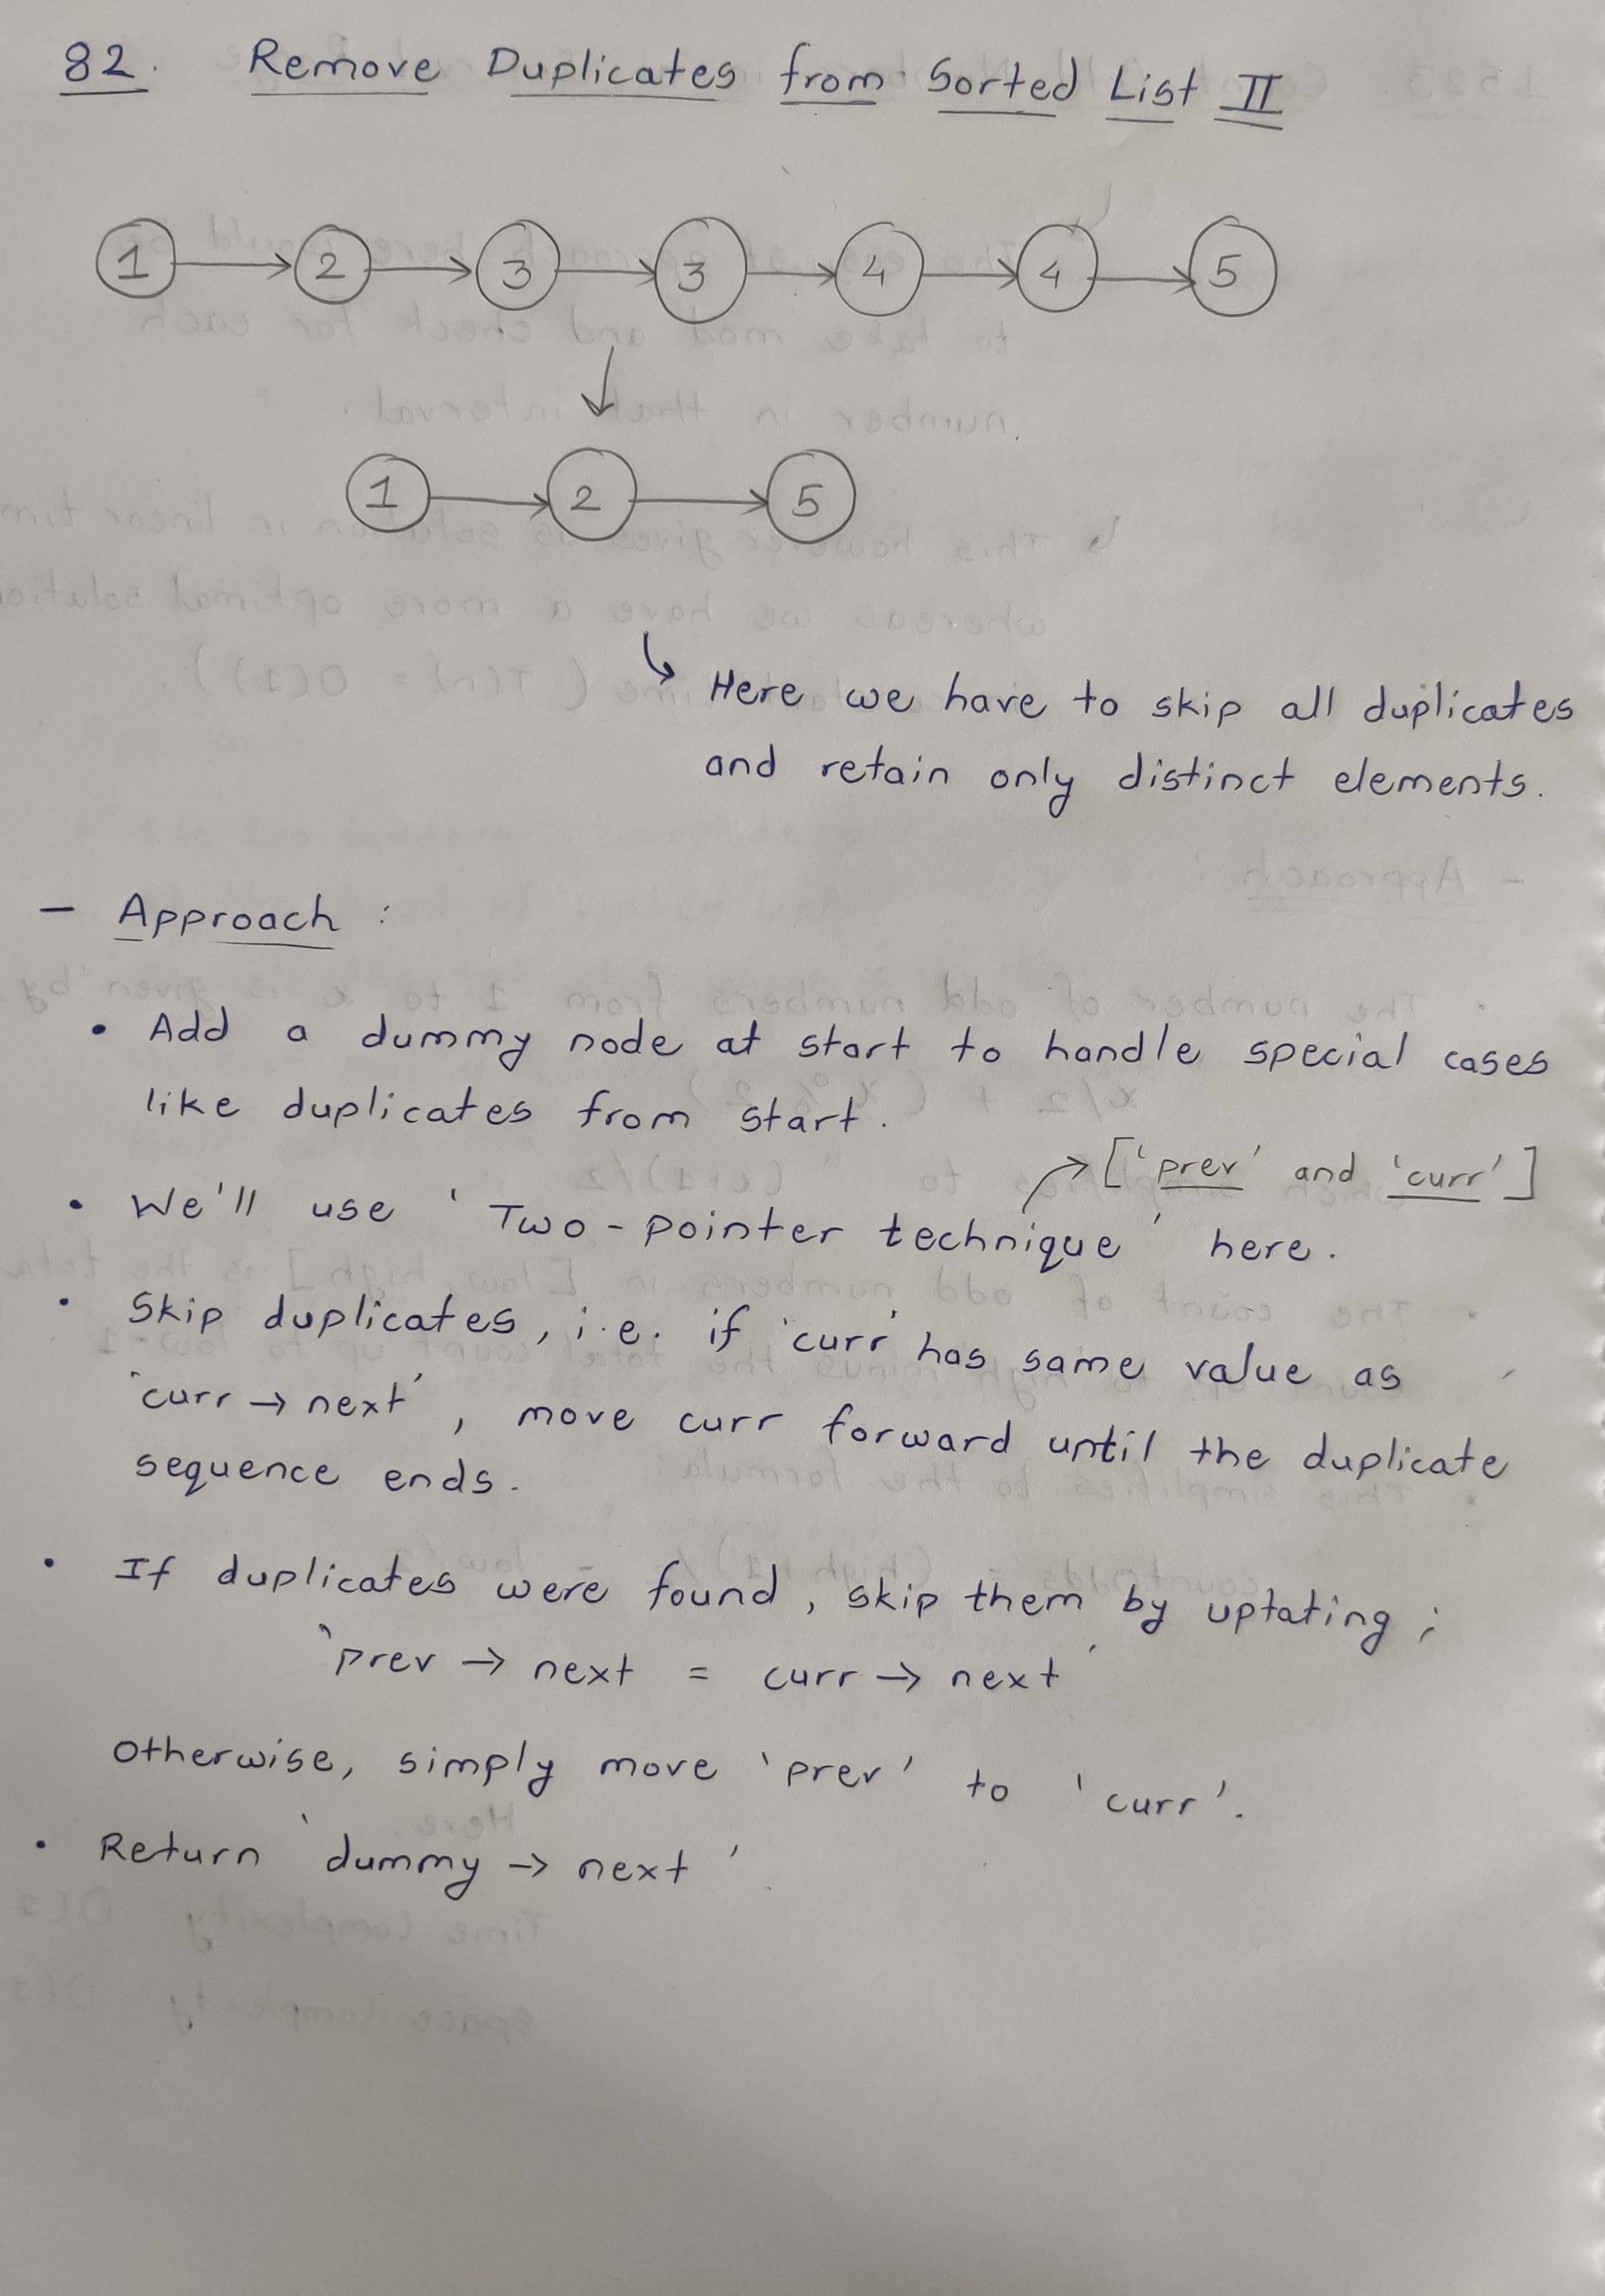 82. Remove Duplicates from Sorted List II
1 → 2 → 3 → 3 → 4 → 4 → 5
↓
1 → 2 → 5
↳ Here we have to skip all duplicates
and retain only distinct elements.
- Approach :
• Add a dummy node at start to handle special cases
like duplicates from start.
→ ['prev' and 'curr']
• We'll use 'Two-pointer technique' here.
• Skip duplicates, i.e. if 'curr' has same value as
'curr → next', move curr forward until the duplicate
sequence ends.
• If duplicates were found, skip them by uptating ;
'prev → next = curr → next'
otherwise, simply move 'prev' to 'curr'.
• Return 'dummy → next'.